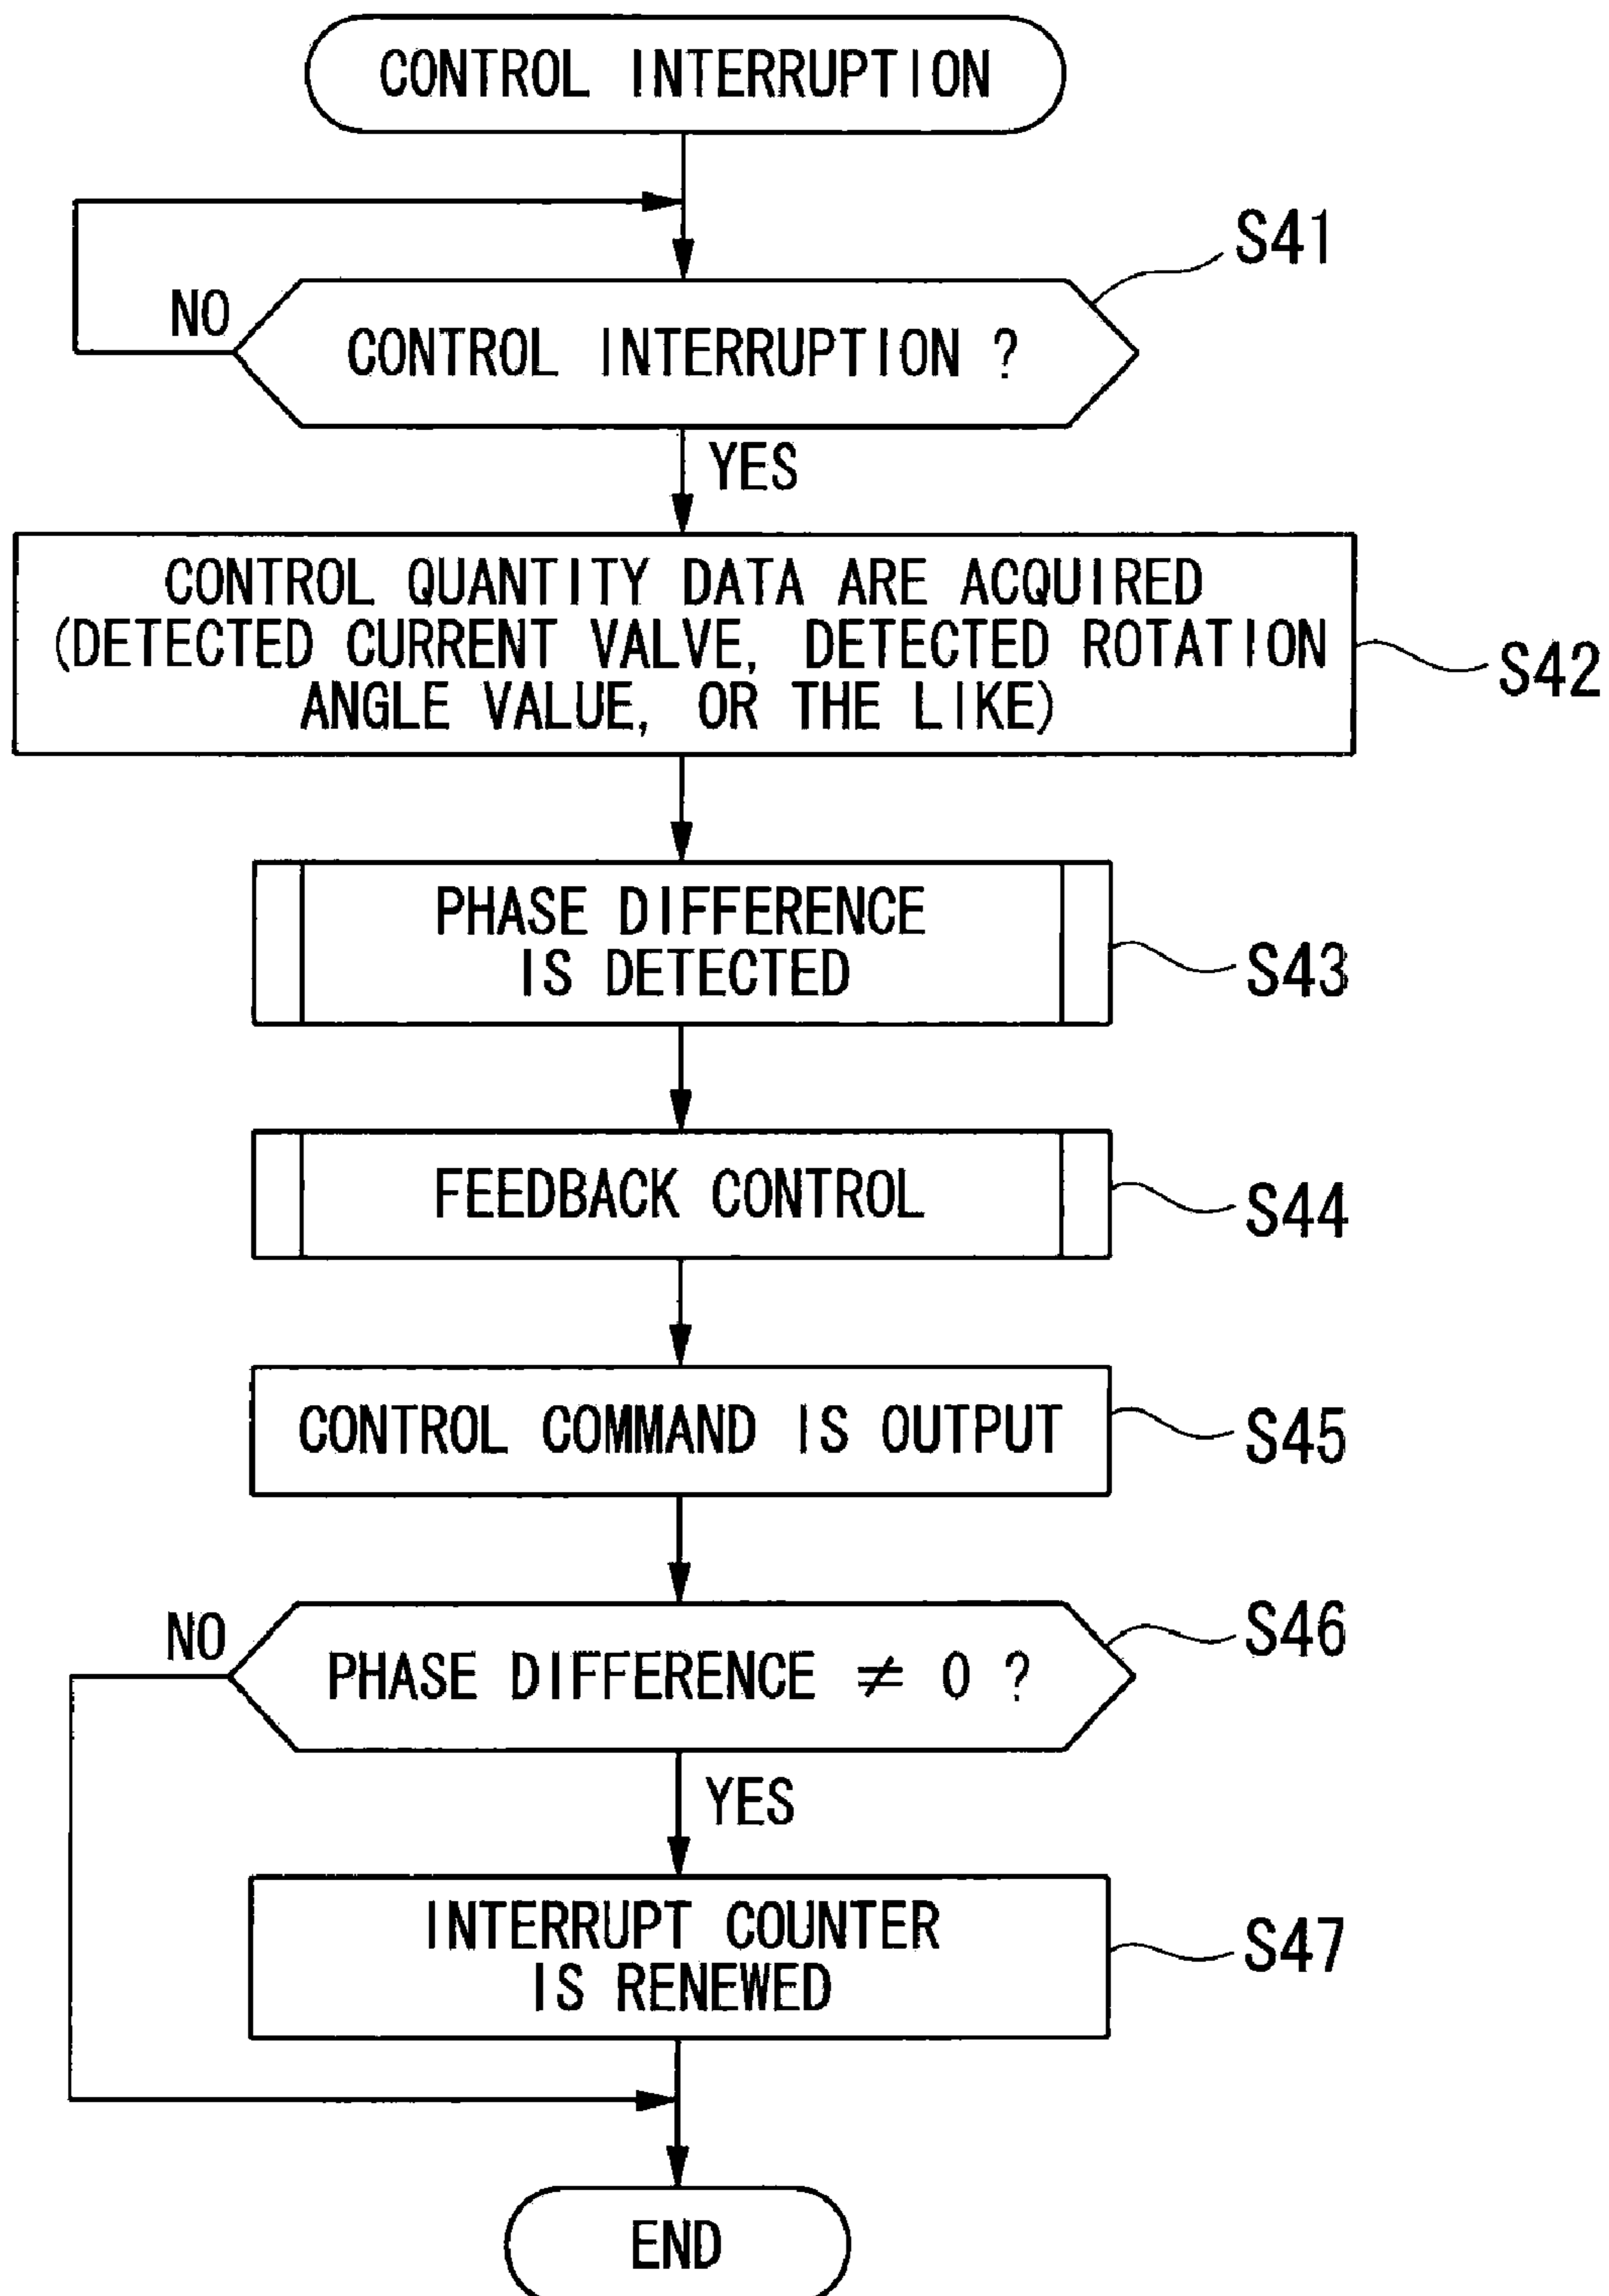 CONTROL INTERRUPTION
S41
NO
CONTROL INTERRUPTION ?
YES
CONTROL QUANTITY DATA ARE ACQUIRED
(DETECTED CURRENT VALVE, DETECTED ROTATION
ANGLE VALUE, OR THE LIKE)
S42
PHASE DIFFERENCE
IS DETECTED
S43
FEEDBACK CONTROL
S44
CONTROL COMMAND IS OUTPUT
S45
NO
S46
PHASE DIFFERENCE ≠ 0 ?
YES
INTERRUPT COUNTER
IS RENEWED
S47
END